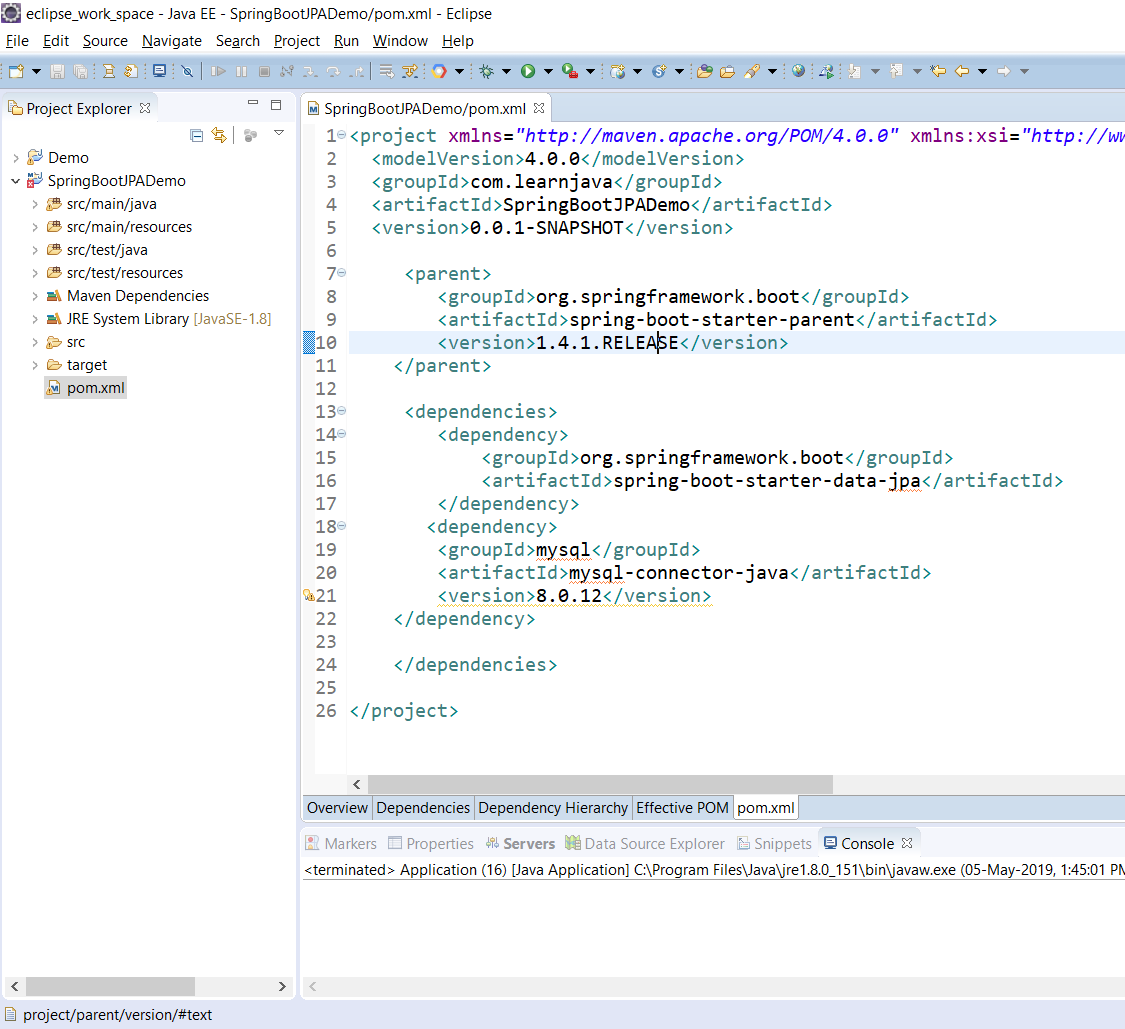 eclipse_work_space - Java EE - SpringBootJPADemo/pom.xml - Eclipse
File Edit Source Navigate Search Project Run Window Help
Project Explorer
SpringBootJPADemo/pom.xml
Demo
SpringBootJPADemo
src/main/java
src/main/resources
src/test/java
src/test/resources
Maven Dependencies
JRE System Library [JavaSE-1.8]
src
target
pom.xml
1 <project xmlns="http://maven.apache.org/POM/4.0.0" xmlns:xsi="http://ww
2 <modelVersion>4.0.0</modelVersion>
3 <groupId>com.learnjava</groupId>
4 <artifactId>SpringBootJPADemo</artifactId>
5 <version>0.0.1-SNAPSHOT</version>
6
7 <parent>
8 <groupId>org.springframework.boot</groupId>
9 <artifactId>spring-boot-starter-parent</artifactId>
10 <version>1.4.1.RELEASE</version>
11 </parent>
12
13 <dependencies>
14 <dependency>
15 <groupId>org.springframework.boot</groupId>
16 <artifactId>spring-boot-starter-data-jpa</artifactId>
17 </dependency>
18 <dependency>
19 <groupId>mysql</groupId>
20 <artifactId>mysql-connector-java</artifactId>
21 <version>8.0.12</version>
22 </dependency>
23
24 </dependencies>
25
26 </project>
Overview Dependencies Dependency Hierarchy Effective POM pom.xml
Markers Properties Servers Data Source Explorer Snippets Console
<terminated> Application (16) [Java Application] C:\Program Files\Java\jre1.8.0_151\bin\javaw.exe (05-May-2019, 1:45:01 PM
project/parent/version/#text